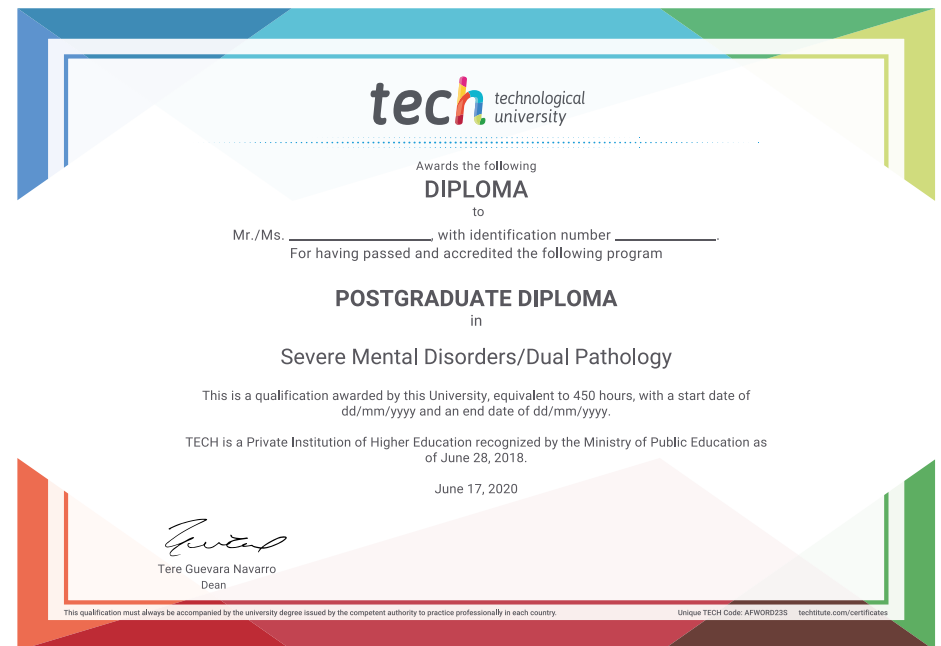 tech technological
university
Awards the following
DIPLOMA
to
Mr./Ms. _________________, with identification number ____________.
For having passed and accredited the following program
POSTGRADUATE DIPLOMA
in
Severe Mental Disorders/Dual Pathology
This is a qualification awarded by this University, equivalent to 450 hours, with a start date of
dd/mm/yyyy and an end date of dd/mm/yyyy.
TECH is a Private Institution of Higher Education recognized by the Ministry of Public Education as
of June 28, 2018.
June 17, 2020
Tere Guevara Navarro
Dean
This qualification must always be accompanied by the university degree issued by the competent authority to practice professionally in each country.
Unique TECH Code: AFWORD23S techtitute.com/certificates